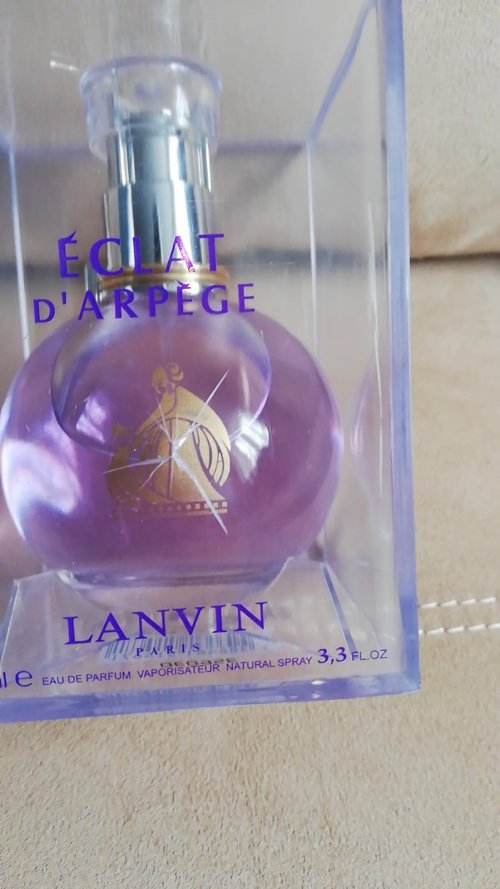 ÉCLAT
D'ARPÈGE
LANVIN
PARIS
℮ EAU DE PARFUM VAPORISATEUR NATURAL SPRAY 3,3 FL.OZ